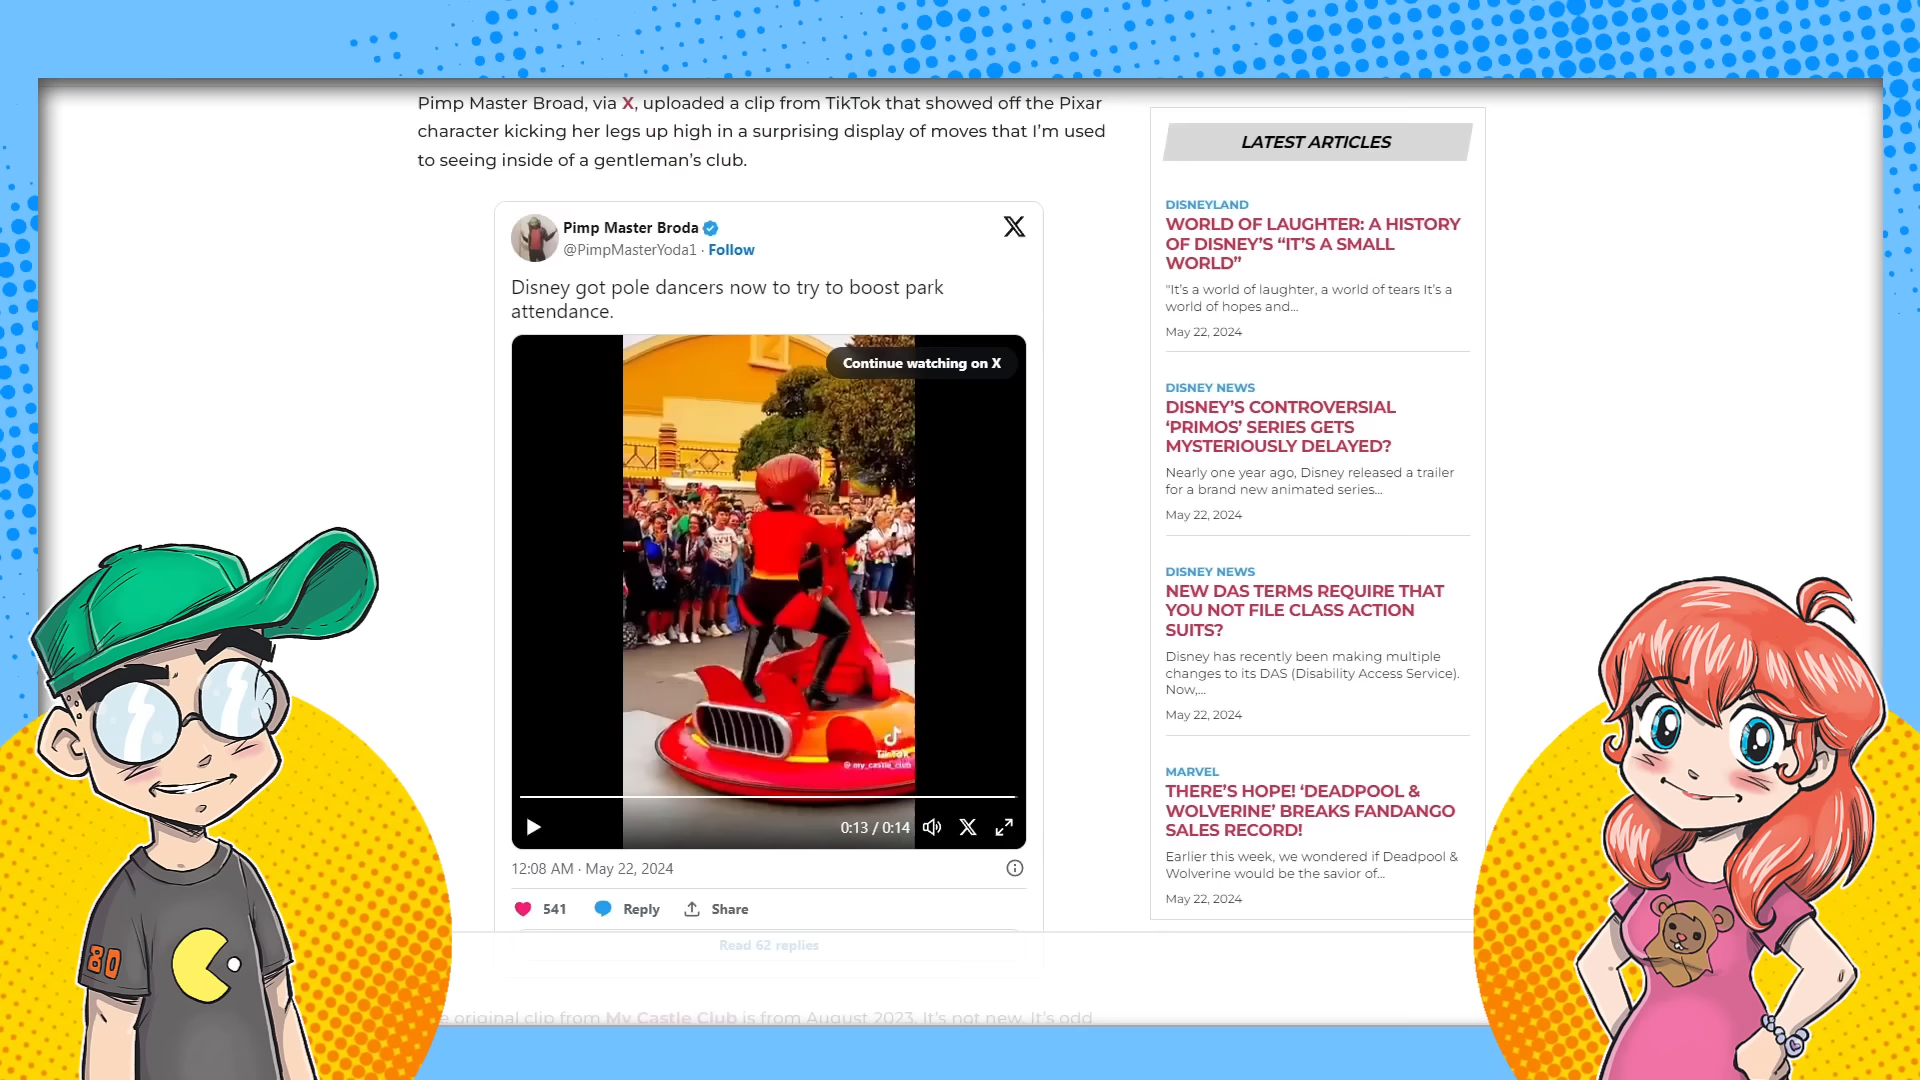 Pimp Master Broad, via X, uploaded a clip from TikTok that showed off the Pixar
character kicking her legs up high in a surprising display of moves that I’m used
to seeing inside of a gentleman’s club.
Pimp Master Broda
@PimpMasterYoda1 · Follow
Disney got pole dancers now to try to boost park
attendance.
Continue watching on X
TikTok
@ my_castle_club
0:13 / 0:14
12:08 AM · May 22, 2024
541 Reply Share
Read 62 replies
original clip from My Castle Club is from August 2023. It’s not new. It’s odd
LATEST ARTICLES
DISNEYLAND
WORLD OF LAUGHTER: A HISTORY
OF DISNEY’S “IT’S A SMALL
WORLD”
"It’s a world of laughter, a world of tears It’s a
world of hopes and...
May 22, 2024
DISNEY NEWS
DISNEY’S CONTROVERSIAL
‘PRIMOS’ SERIES GETS
MYSTERIOUSLY DELAYED?
Nearly one year ago, Disney released a trailer
for a brand new animated series...
May 22, 2024
DISNEY NEWS
NEW DAS TERMS REQUIRE THAT
YOU NOT FILE CLASS ACTION
SUITS?
Disney has recently been making multiple
changes to its DAS (Disability Access Service).
Now,...
May 22, 2024
MARVEL
THERE’S HOPE! ‘DEADPOOL &
WOLVERINE’ BREAKS FANDANGO
SALES RECORD!
Earlier this week, we wondered if Deadpool &
Wolverine would be the savior of...
May 22, 2024
80